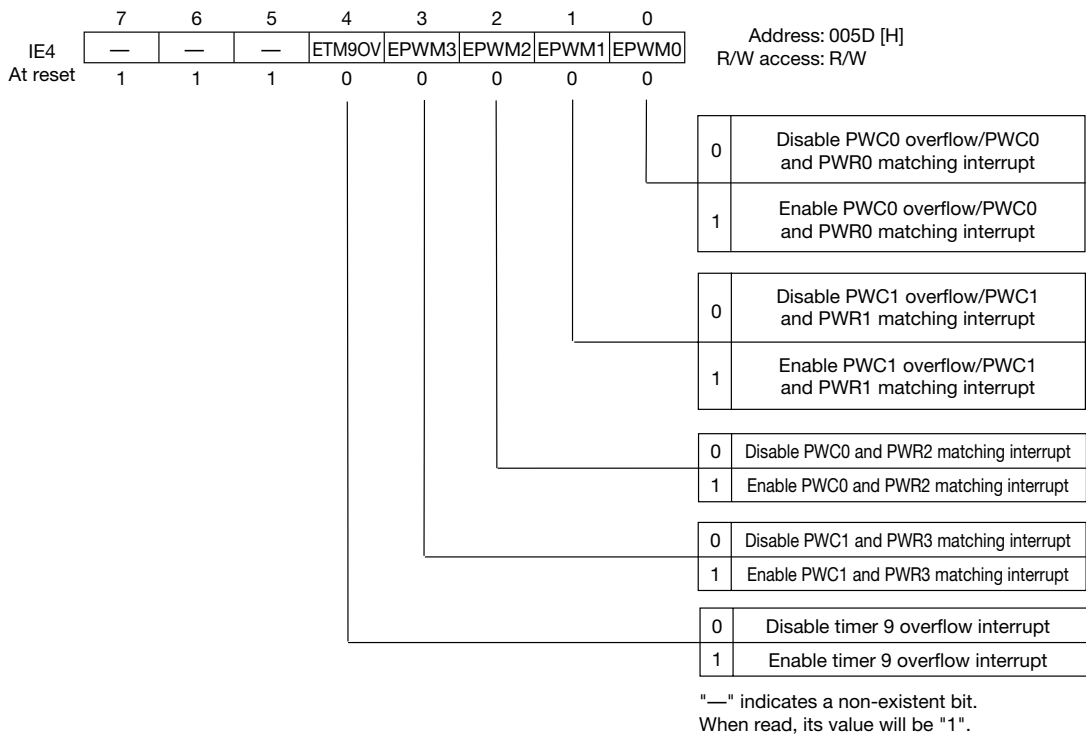 7 6 5 4 3 2 1 0
IE4 — — — ETM9OV EPWM3 EPWM2 EPWM1 EPWM0
At reset 1 1 1 0 0 0 0 0
Address: 005D [H]
R/W access: R/W
0 Disable PWC0 overflow/PWC0
and PWR0 matching interrupt
1 Enable PWC0 overflow/PWC0
and PWR0 matching interrupt
0 Disable PWC1 overflow/PWC1
and PWR1 matching interrupt
1 Enable PWC1 overflow/PWC1
and PWR1 matching interrupt
0 Disable PWC0 and PWR2 matching interrupt
1 Enable PWC0 and PWR2 matching interrupt
0 Disable PWC1 and PWR3 matching interrupt
1 Enable PWC1 and PWR3 matching interrupt
0 Disable timer 9 overflow interrupt
1 Enable timer 9 overflow interrupt
"—" indicates a non-existent bit.
When read, its value will be "1".